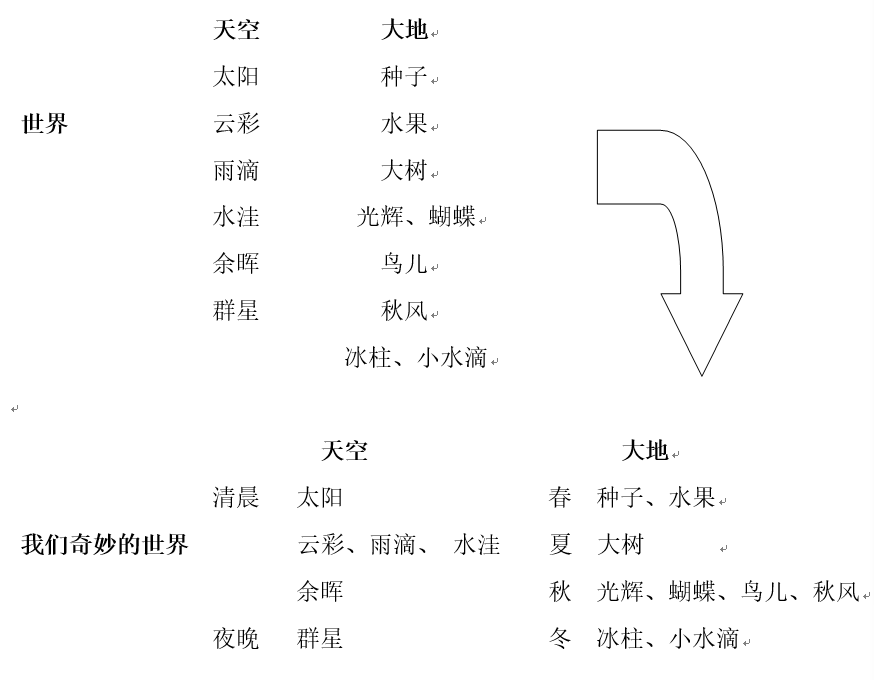 天空 大地
太阳 种子
世界 云彩 水果
雨滴 大树
水洼 光辉、蝴蝶
余晖 鸟儿
群星 秋风
冰柱、小水滴
天空 大地
清晨 太阳 春 种子、水果
我们奇妙的世界 云彩、雨滴、 水洼 夏 大树
余晖 秋 光辉、蝴蝶、鸟儿、秋风
夜晚 群星 冬 冰柱、小水滴